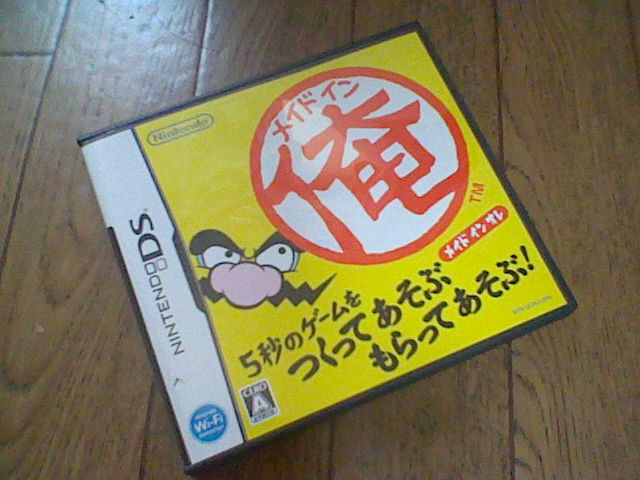 Nintendo
メイド イン
俺
TM
メイド イン オレ
NINTENDO DS
5秒のゲームを
つくってあそぶ、
もらってあそぶ!
CERO
A
Nintendo
Wi-Fi